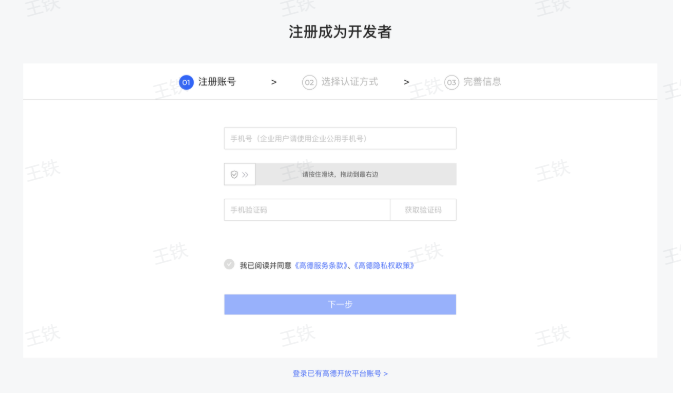 注册成为开发者
01 注册账号 > 02 选择认证方式 > 03 完善信息
手机号（企业用户请使用企业公用手机号）
请按住滑块，拖动到最右边
手机验证码 获取验证码
我已阅读并同意《高德服务条款》、《高德隐私权政策》
下一步
登录已有高德开放平台账号 >
王铁
王铁
王铁
王铁
王铁
王铁
王铁
王铁
王铁
王铁
王铁
王铁
王
王